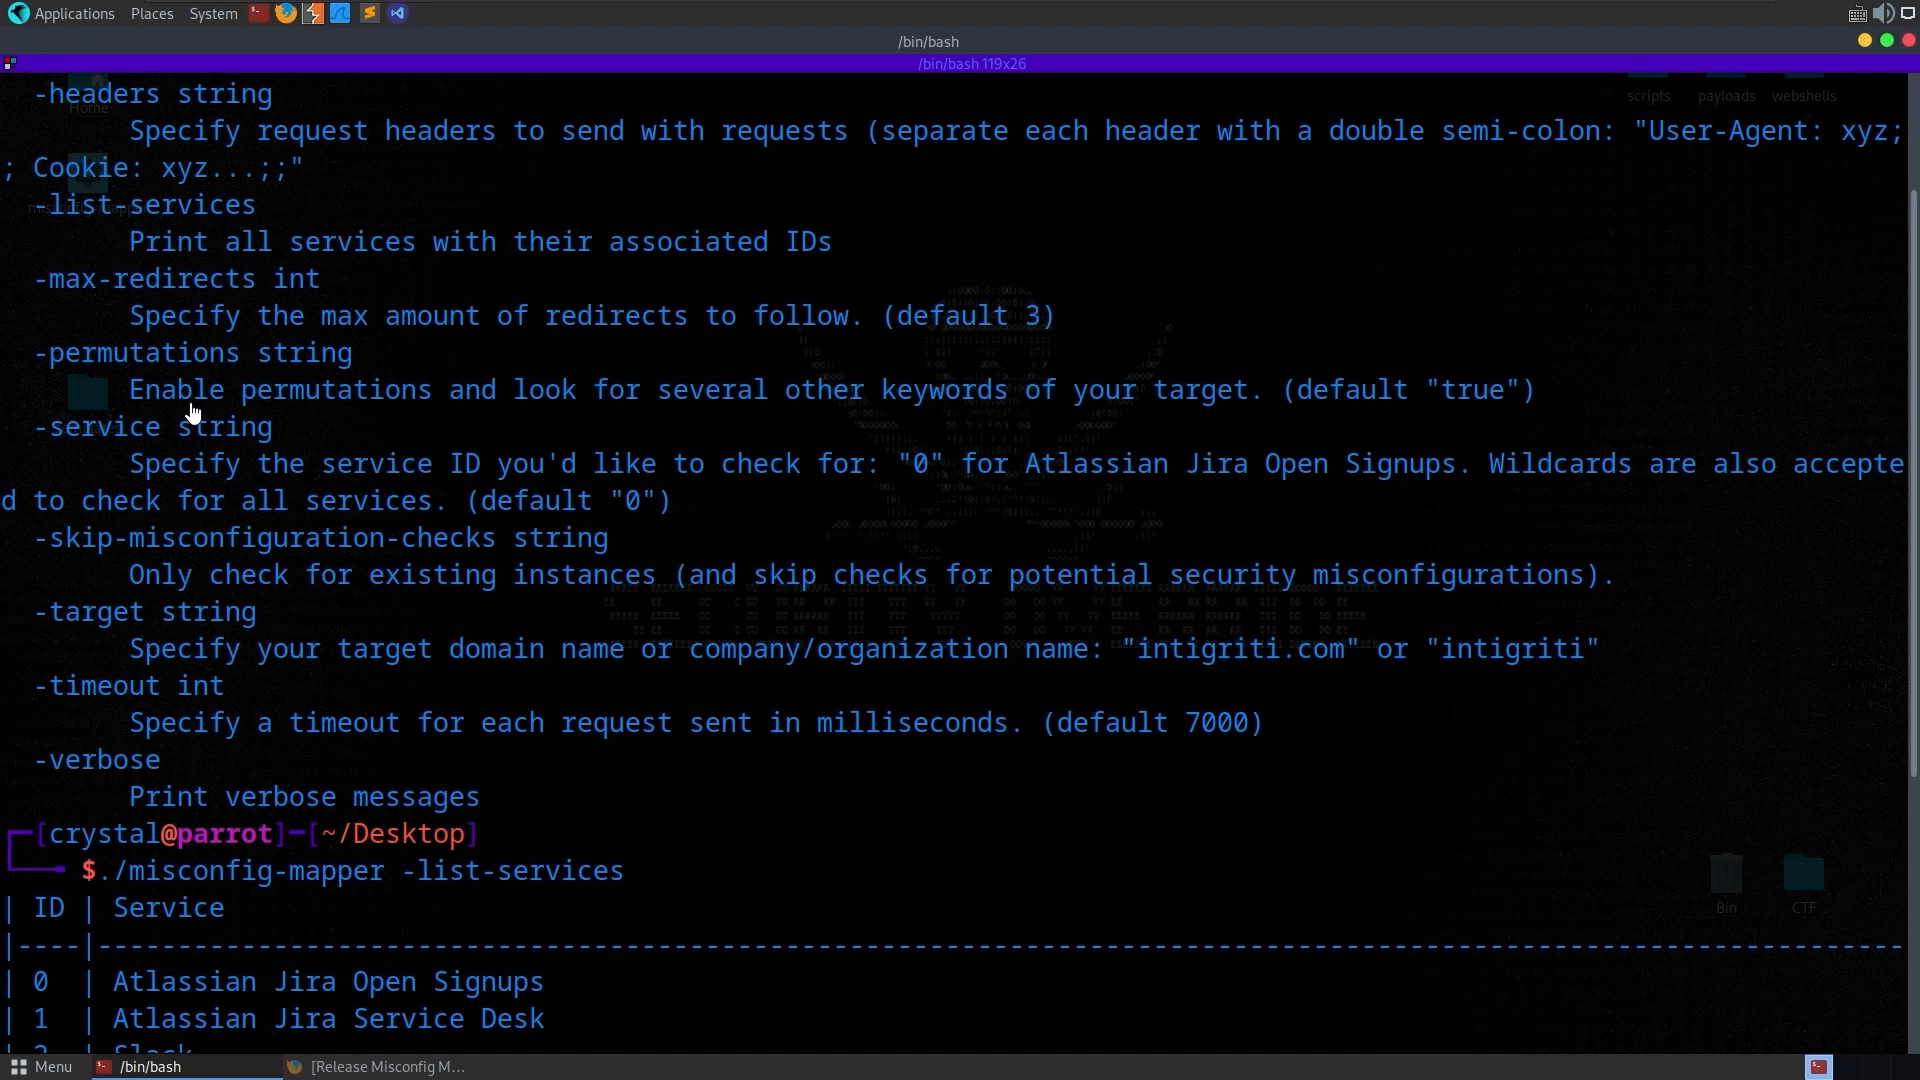 Applications Places System
/bin/bash
/bin/bash 119x26
-headers string
Home
scripts payloads webshells
Specify request headers to send with requests (separate each header with a double semi-colon: "User-Agent: xyz;
; Cookie: xyz...;;"
-list-services
Print all services with their associated IDs
-max-redirects int
Specify the max amount of redirects to follow. (default 3)
-permutations string
Enable permutations and look for several other keywords of your target. (default "true")
-service string
Specify the service ID you'd like to check for: "0" for Atlassian Jira Open Signups. Wildcards are also accepte
d to check for all services. (default "0")
-skip-misconfiguration-checks string
Only check for existing instances (and skip checks for potential security misconfigurations).
-target string
Specify your target domain name or company/organization name: "intigriti.com" or "intigriti"
-timeout int
Specify a timeout for each request sent in milliseconds. (default 7000)
-verbose
Print verbose messages
[crystal@parrot]-[~/Desktop]
$./misconfig-mapper -list-services
| ID | Service
|----|-----------------------------------------------------------------------------------------------------------------
| 0 | Atlassian Jira Open Signups
| 1 | Atlassian Jira Service Desk
| 2 | Slack
Bin CTF
Menu /bin/bash [Release Misconfig M...